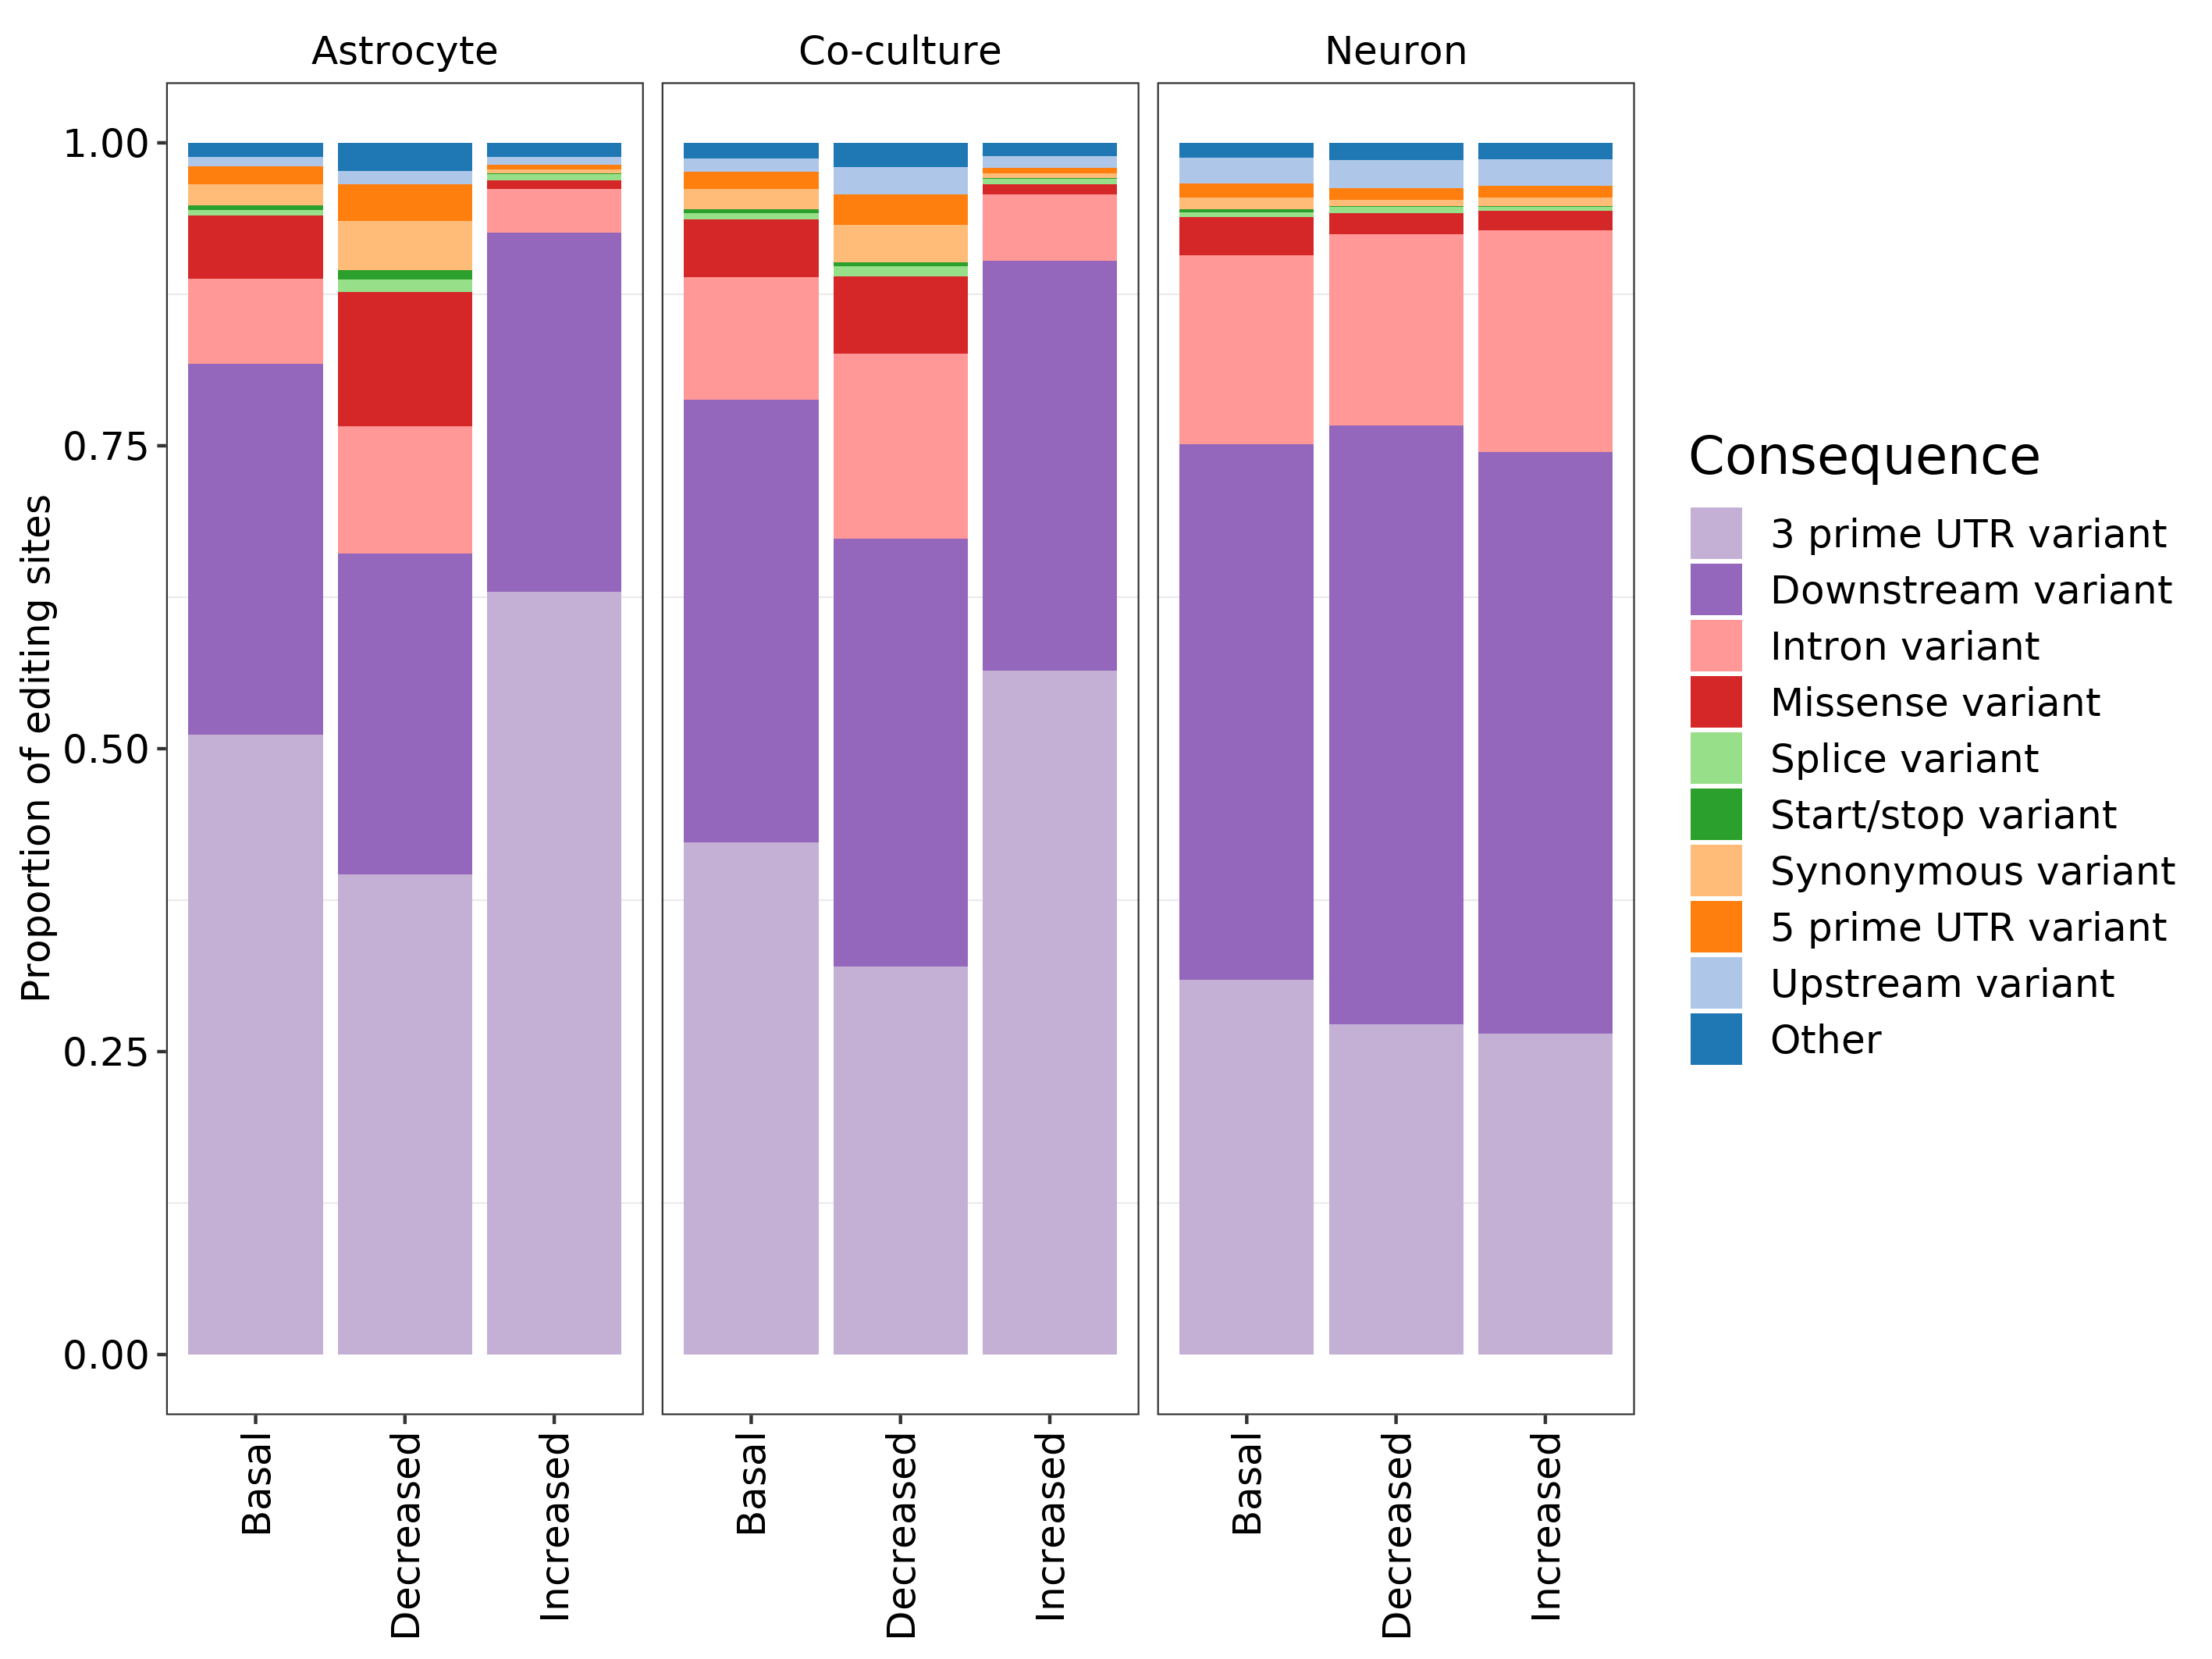 Astrocyte
Co-culture
Neuron
Proportion of editing sites
1.00
0.75
0.50
0.25
0.00
Basal
Decreased
Increased
Basal
Decreased
Increased
Basal
Decreased
Increased
Consequence
3 prime UTR variant
Downstream variant
Intron variant
Missense variant
Splice variant
Start/stop variant
Synonymous variant
5 prime UTR variant
Upstream variant
Other